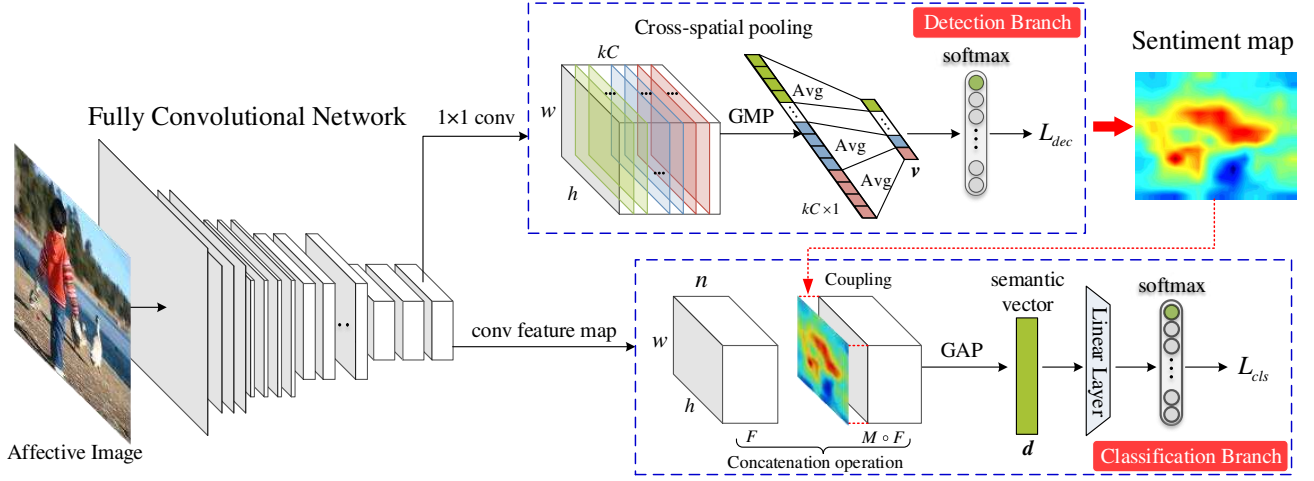 Detection Branch
Cross-spatial pooling
kC
w
h
...
...
...
...
GMP
Avg
Avg
Avg
kC×1
v
softmax
L_dec
Sentiment map
Fully Convolutional Network
1×1 conv
Affective Image
conv feature map
n
w
h
F
Coupling
M ∘ F
Concatenation operation
GAP
semantic
vector
d
Linear
Layer
softmax
L_cls
Classification Branch